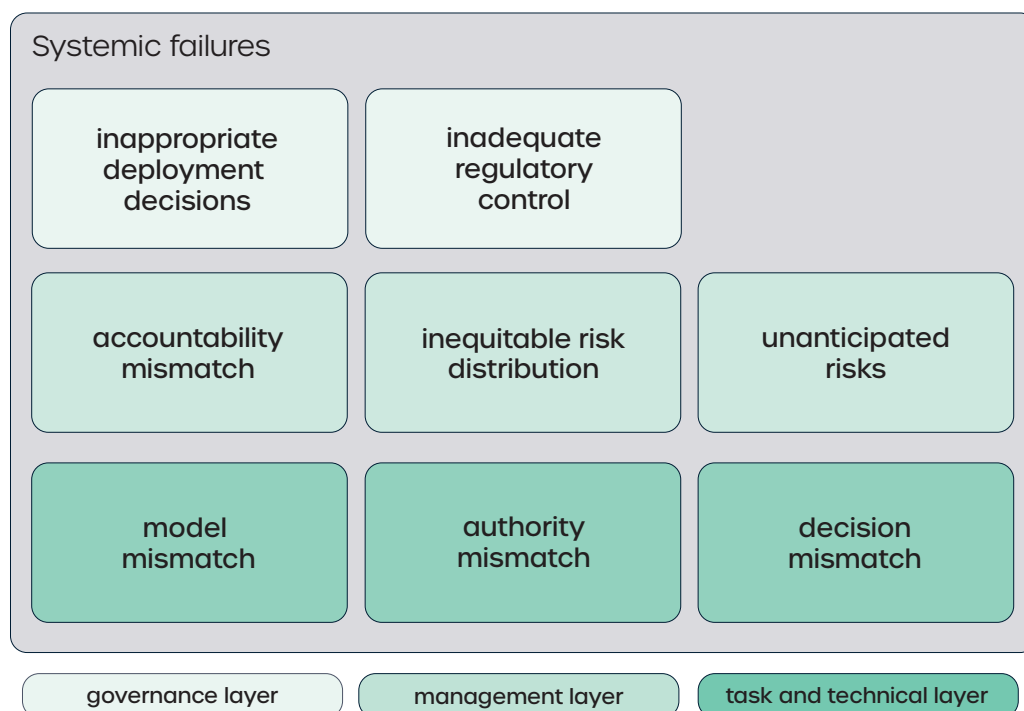 Systemic failures
inappropriate
deployment
decisions
inadequate
regulatory
control
accountability
mismatch
inequitable risk
distribution
unanticipated
risks
model
mismatch
authority
mismatch
decision
mismatch
governance layer
management layer
task and technical layer